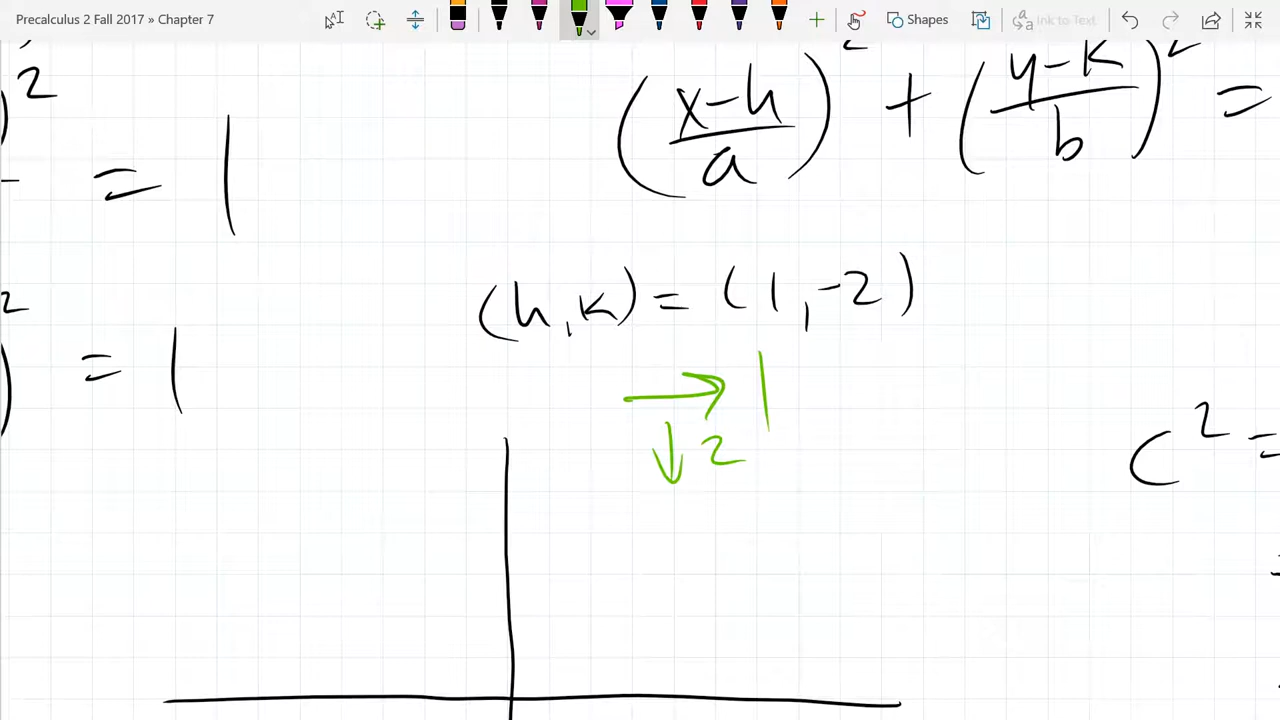 Precalculus 2 Fall 2017 » Chapter 7
Shapes
Ink to Text
2
= 1
(x-h/a)² + (y-k/b)² =
(h,k) = (1,-2)
2
= 1
→ 1
↓ 2
c² =